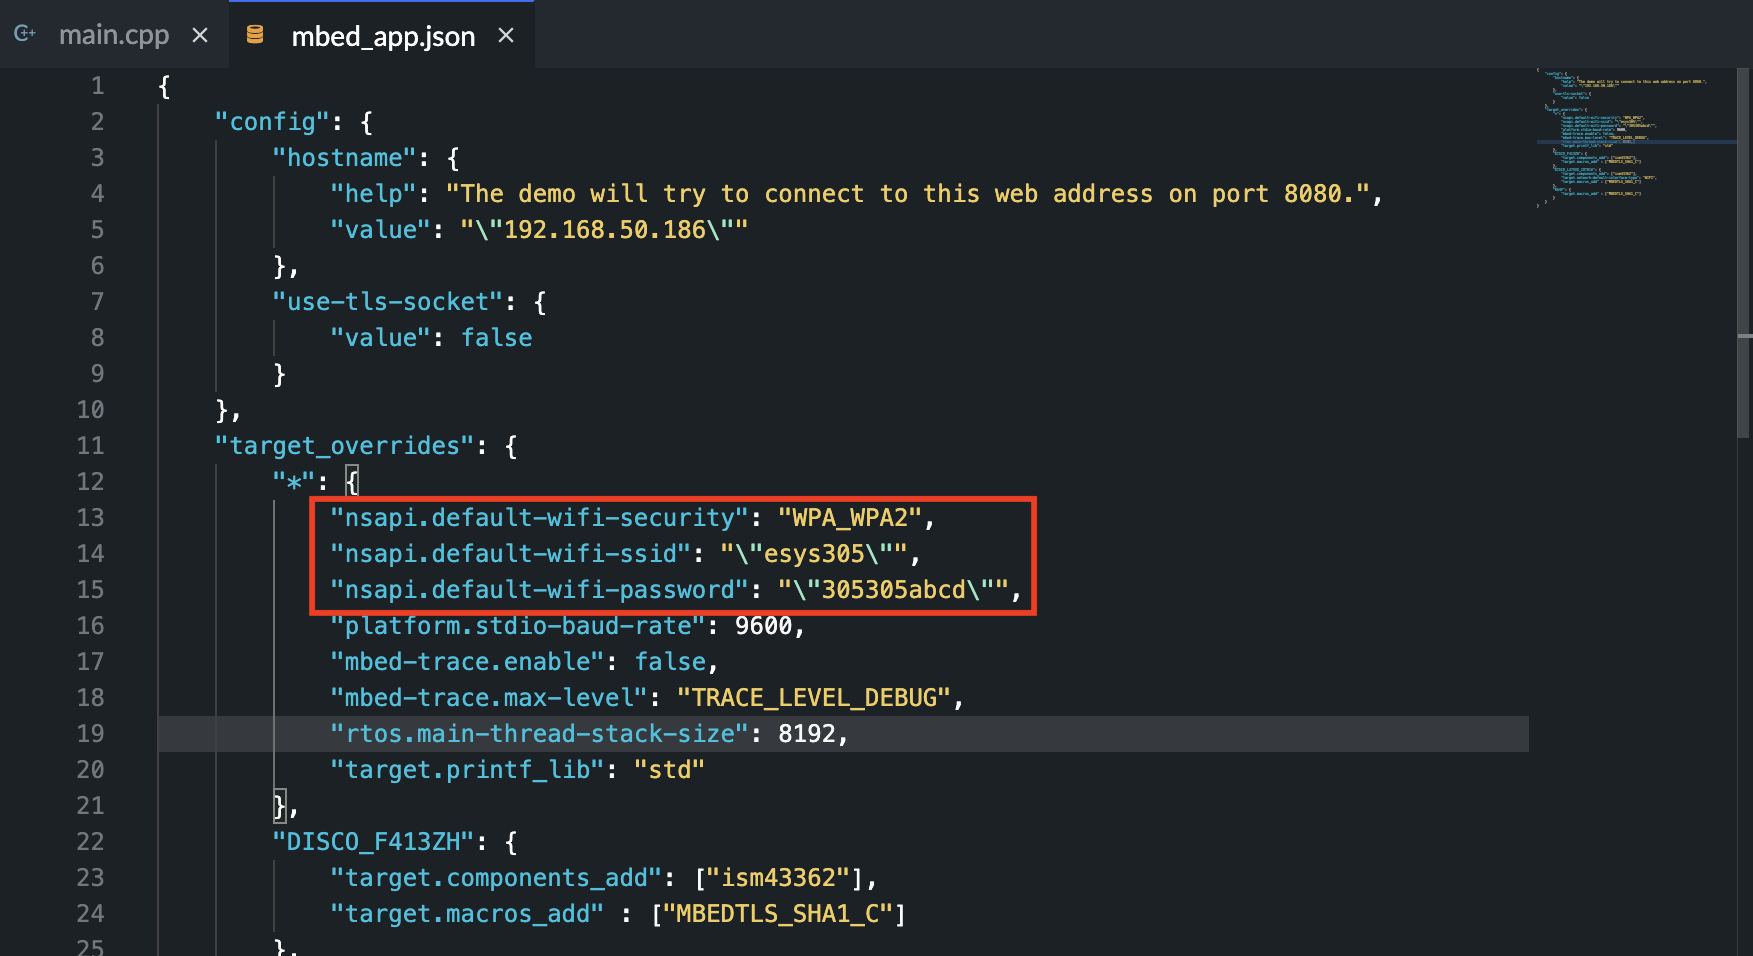 main.cpp × mbed_app.json ×
1 {
2 "config": {
3 "hostname": {
4 "help": "The demo will try to connect to this web address on port 8080.",
5 "value": "\"192.168.50.186\""
6 },
7 "use-tls-socket": {
8 "value": false
9 }
10 },
11 "target_overrides": {
12 "*": {
13 "nsapi.default-wifi-security": "WPA_WPA2",
14 "nsapi.default-wifi-ssid": "\"esys305\"",
15 "nsapi.default-wifi-password": "\"305305abcd\"",
16 "platform.stdio-baud-rate": 9600,
17 "mbed-trace.enable": false,
18 "mbed-trace.max-level": "TRACE_LEVEL_DEBUG",
19 "rtos.main-thread-stack-size": 8192,
20 "target.printf_lib": "std"
21 },
22 "DISCO_F413ZH": {
23 "target.components_add": ["ism43362"],
24 "target.macros_add" : ["MBEDTLS_SHA1_C"]
25 },